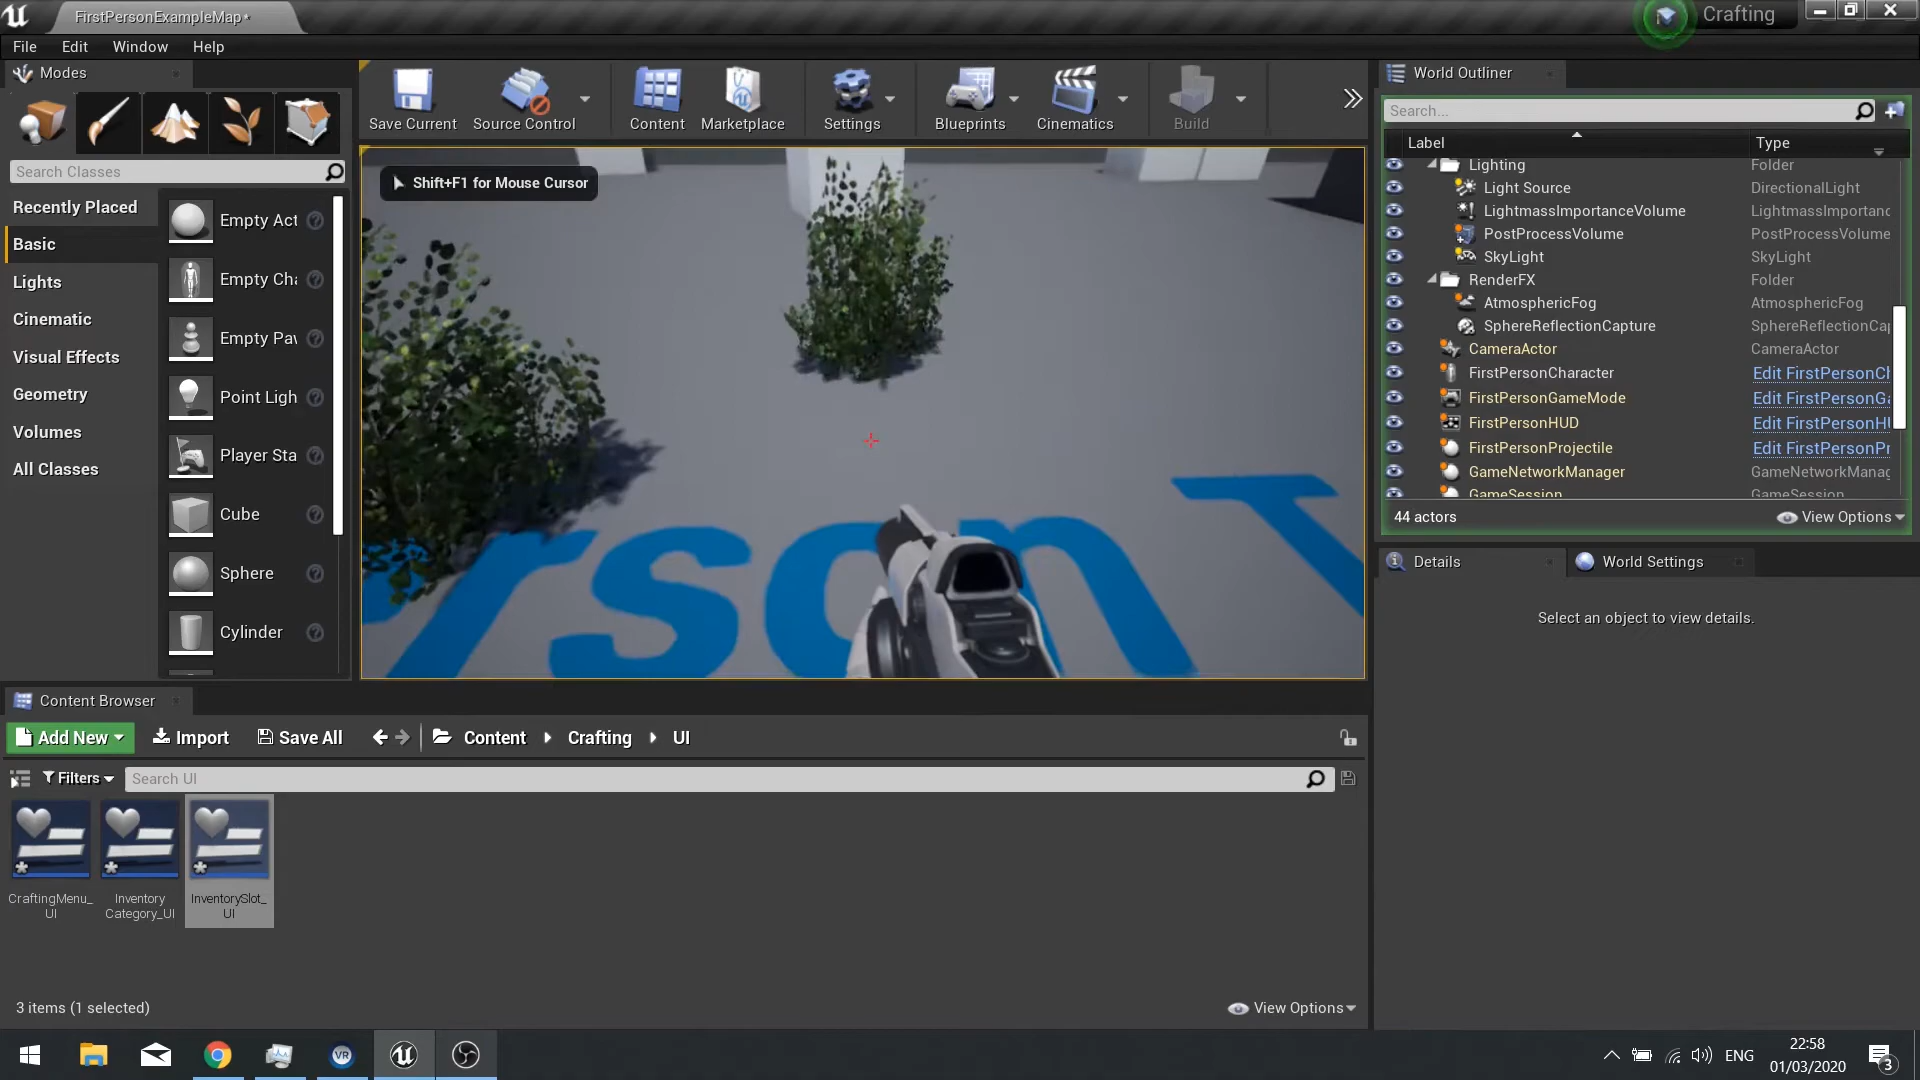 FirstPersonExampleMap*
Crafting
File
Edit
Window
Help
Modes
Save Current
Source Control
Content
Marketplace
Settings
Blueprints
Cinematics
Build
World Outliner
Search...
Label
Type
Search Classes
Recently Placed
Basic
Lights
Cinematic
Visual Effects
Geometry
Volumes
All Classes
Empty Act
Empty Cha
Empty Paw
Point Ligh
Player Sta
Cube
Sphere
Cylinder
Shift+F1 for Mouse Cursor
rson T
Lighting
Folder
Light Source
DirectionalLight
LightmassImportanceVolume
LightmassImportanc
PostProcessVolume
PostProcessVolume
SkyLight
SkyLight
RenderFX
Folder
AtmosphericFog
AtmosphericFog
SphereReflectionCapture
SphereReflectionCap
CameraActor
CameraActor
FirstPersonCharacter
Edit FirstPersonCh
FirstPersonGameMode
Edit FirstPersonGa
FirstPersonHUD
Edit FirstPersonHU
FirstPersonProjectile
Edit FirstPersonPr
GameNetworkManager
GameNetworkManag
GameSession
GameSession
44 actors
View Options
Details
World Settings
Select an object to view details.
Content Browser
Add New
Import
Save All
Content
Crafting
UI
Filters
Search UI
CraftingMenu_
UI
Inventory
Category_UI
InventorySlot_
UI
3 items (1 selected)
View Options
VR
ENG
22:58
01/03/2020
3